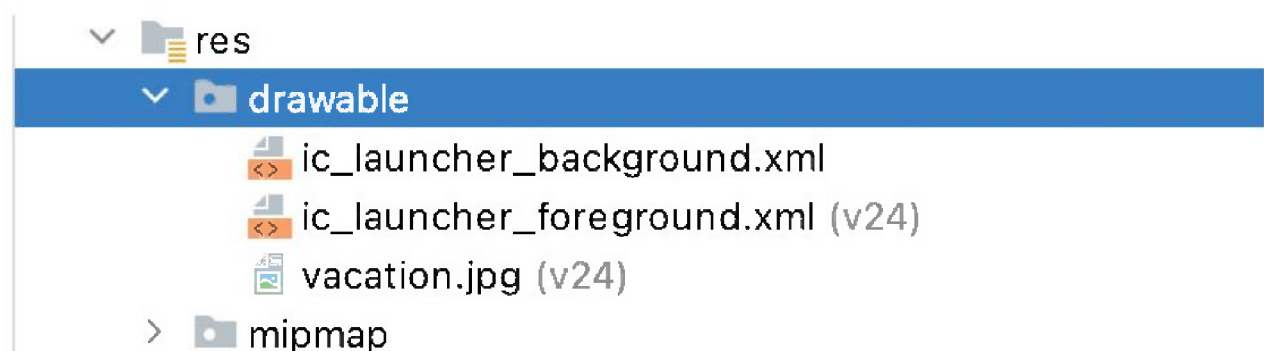 res
drawable
ic_launcher_background.xml
ic_launcher_foreground.xml (v24)
vacation.jpg (v24)
mipmap